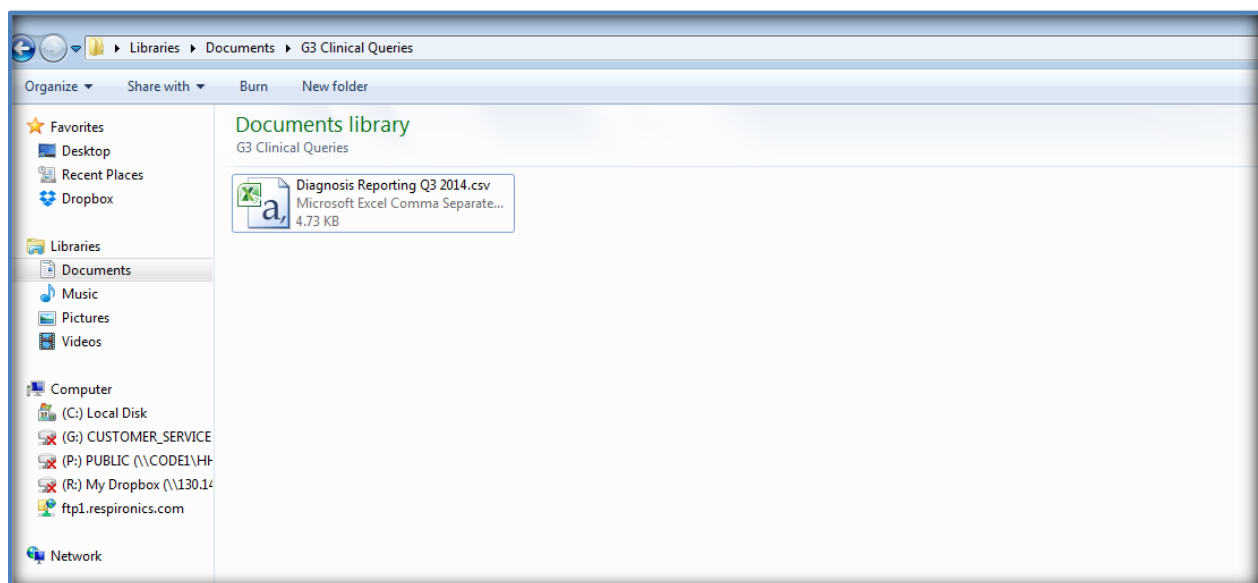 Libraries ▸ Documents ▸ G3 Clinical Queries
Organize Share with Burn New folder
Favorites
Desktop
Recent Places
Dropbox
Libraries
Documents
Music
Pictures
Videos
Computer
(C:) Local Disk
(G:) CUSTOMER_SERVICE
(P:) PUBLIC (\\CODE1\HH
(R:) My Dropbox (\\130.14
ftp1.respironics.com
Network
Documents library
G3 Clinical Queries
Diagnosis Reporting Q3 2014.csv
Microsoft Excel Comma Separate...
4.73 KB